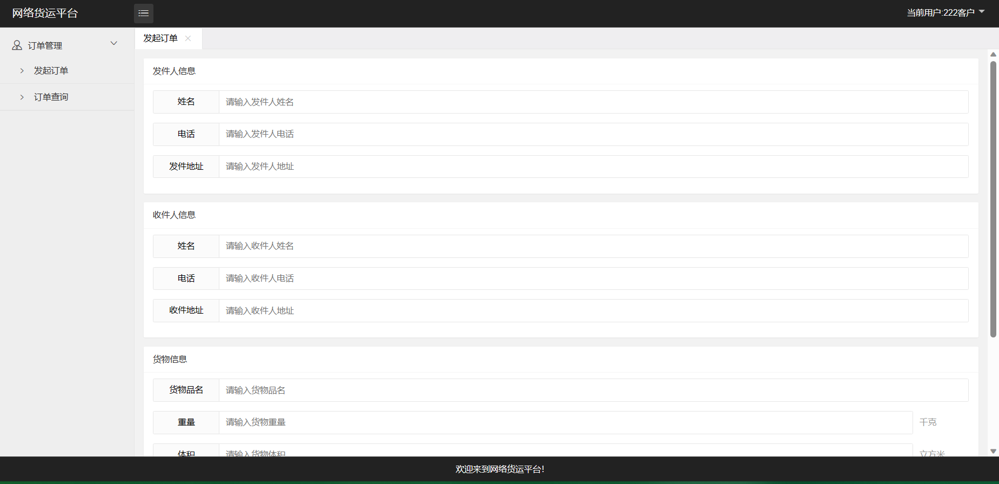 网络货运平台
当前用户:222客户
订单管理
发起订单
订单查询
发起订单
发件人信息
姓名 请输入发件人姓名
电话 请输入发件人电话
发件地址 请输入发件人地址
收件人信息
姓名 请输入收件人姓名
电话 请输入收件人电话
收件地址 请输入收件人地址
货物信息
货物品名 请输入货物品名
重量 请输入货物重量 千克
体积 请输入货物体积 立方米
欢迎来到网络货运平台!